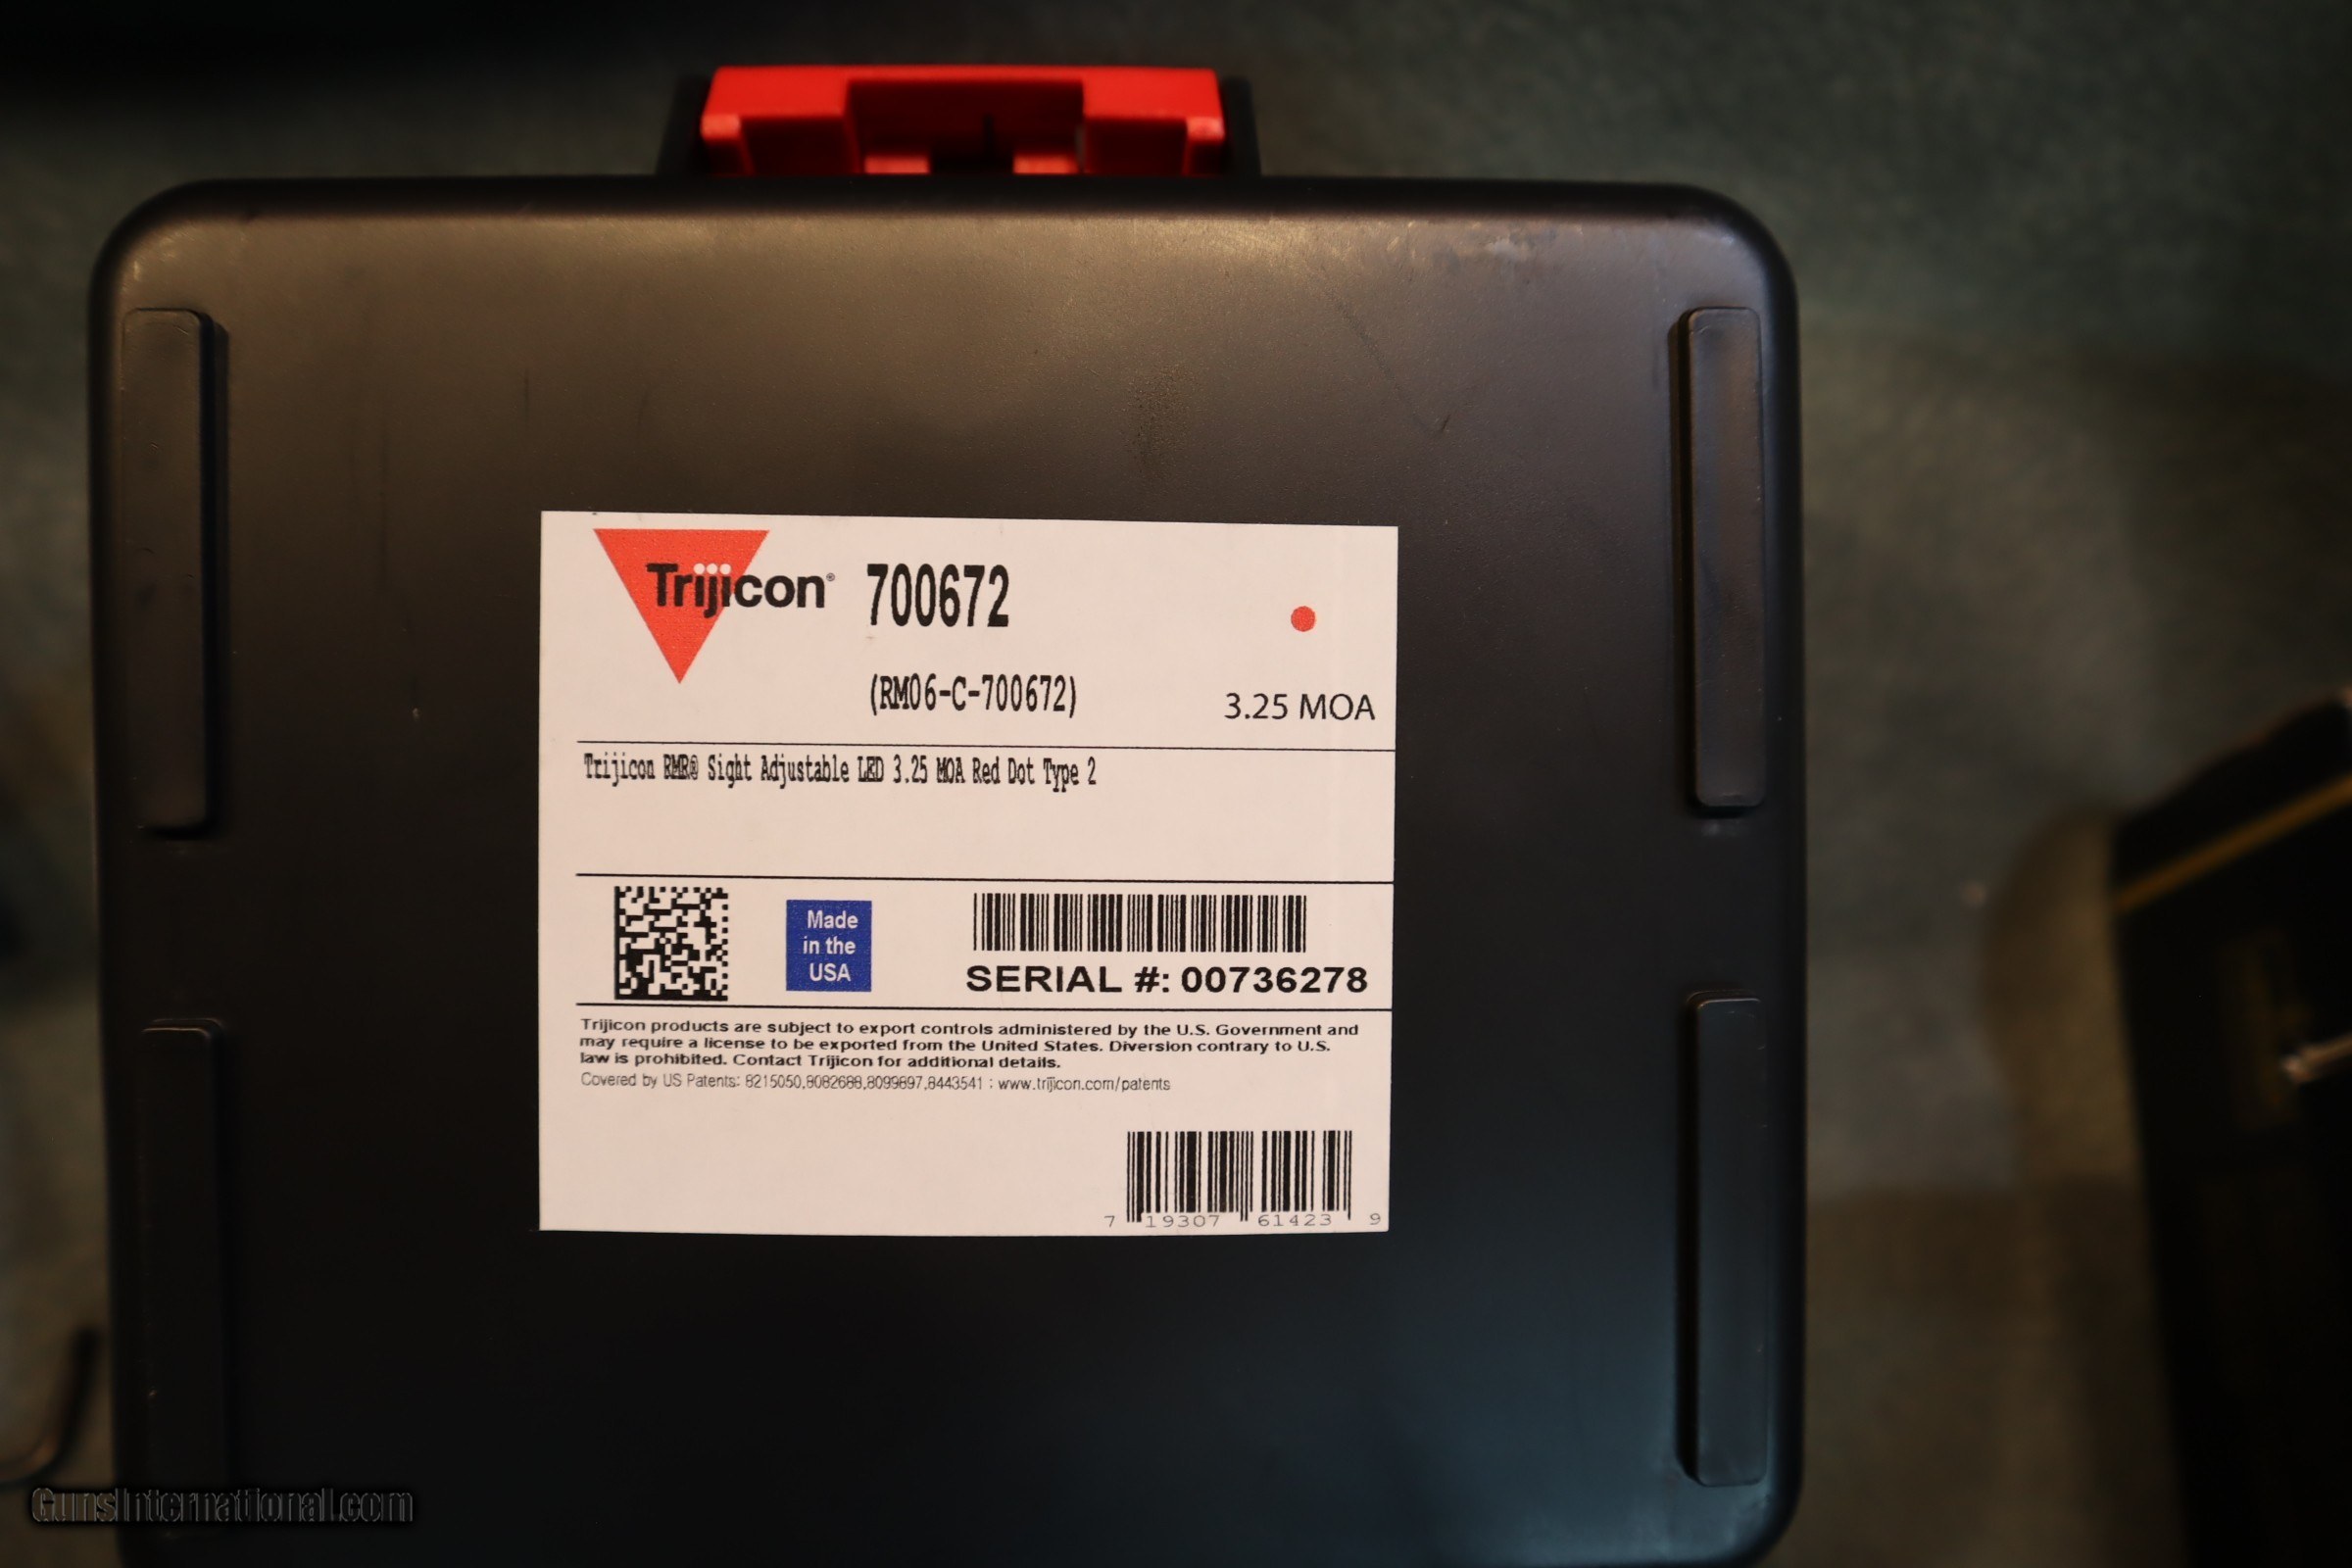 Trijicon®
700672
(RM06-C-700672)
3.25 MOA
Trijicon RMR® Sight Adjustable LED 3.25 MOA Red Dot Type 2
Made
in the
USA
SERIAL #: 00736278
Trijicon products are subject to export controls administered by the U.S. Government and
may require a license to be exported from the United States. Diversion contrary to U.S.
law is prohibited. Contact Trijicon for additional details.
Covered by US Patents: 8215050,8082688,8099897,8443541 : www.trijicon.com/patents
7 19307 61423 9
GunsInternational.com